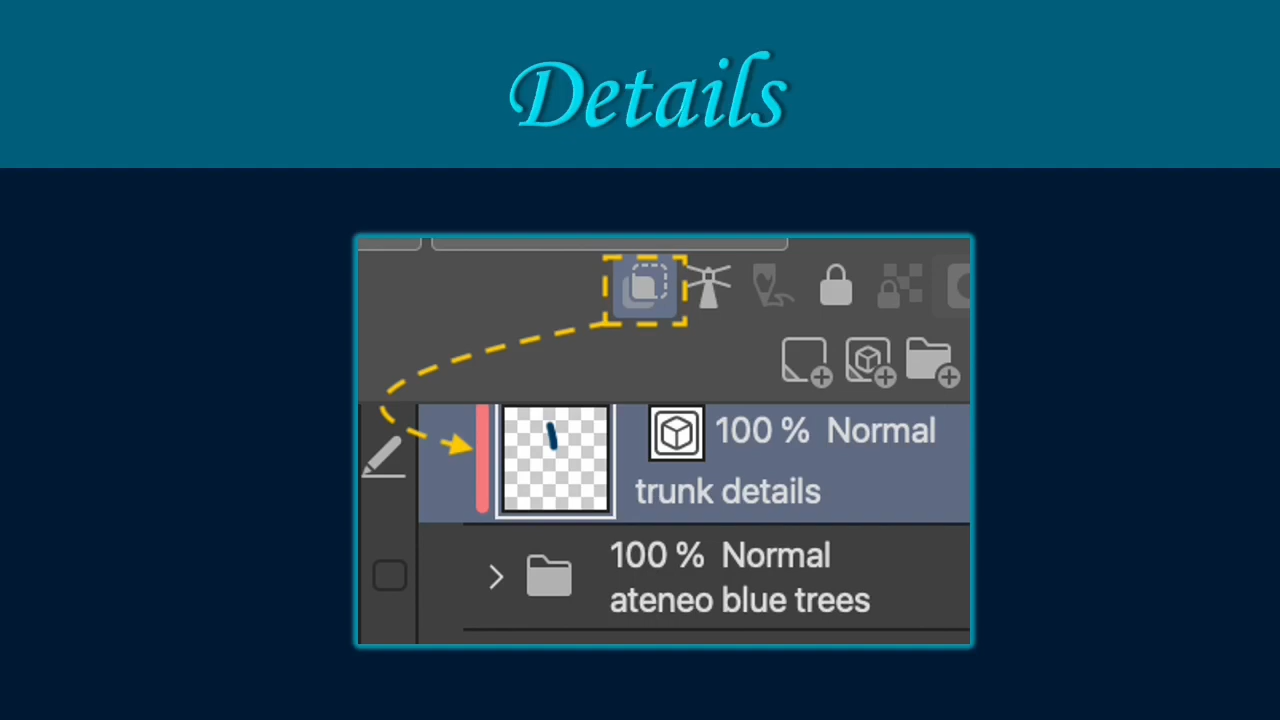 Details
100 % Normal
trunk details
100 % Normal
ateneo blue trees